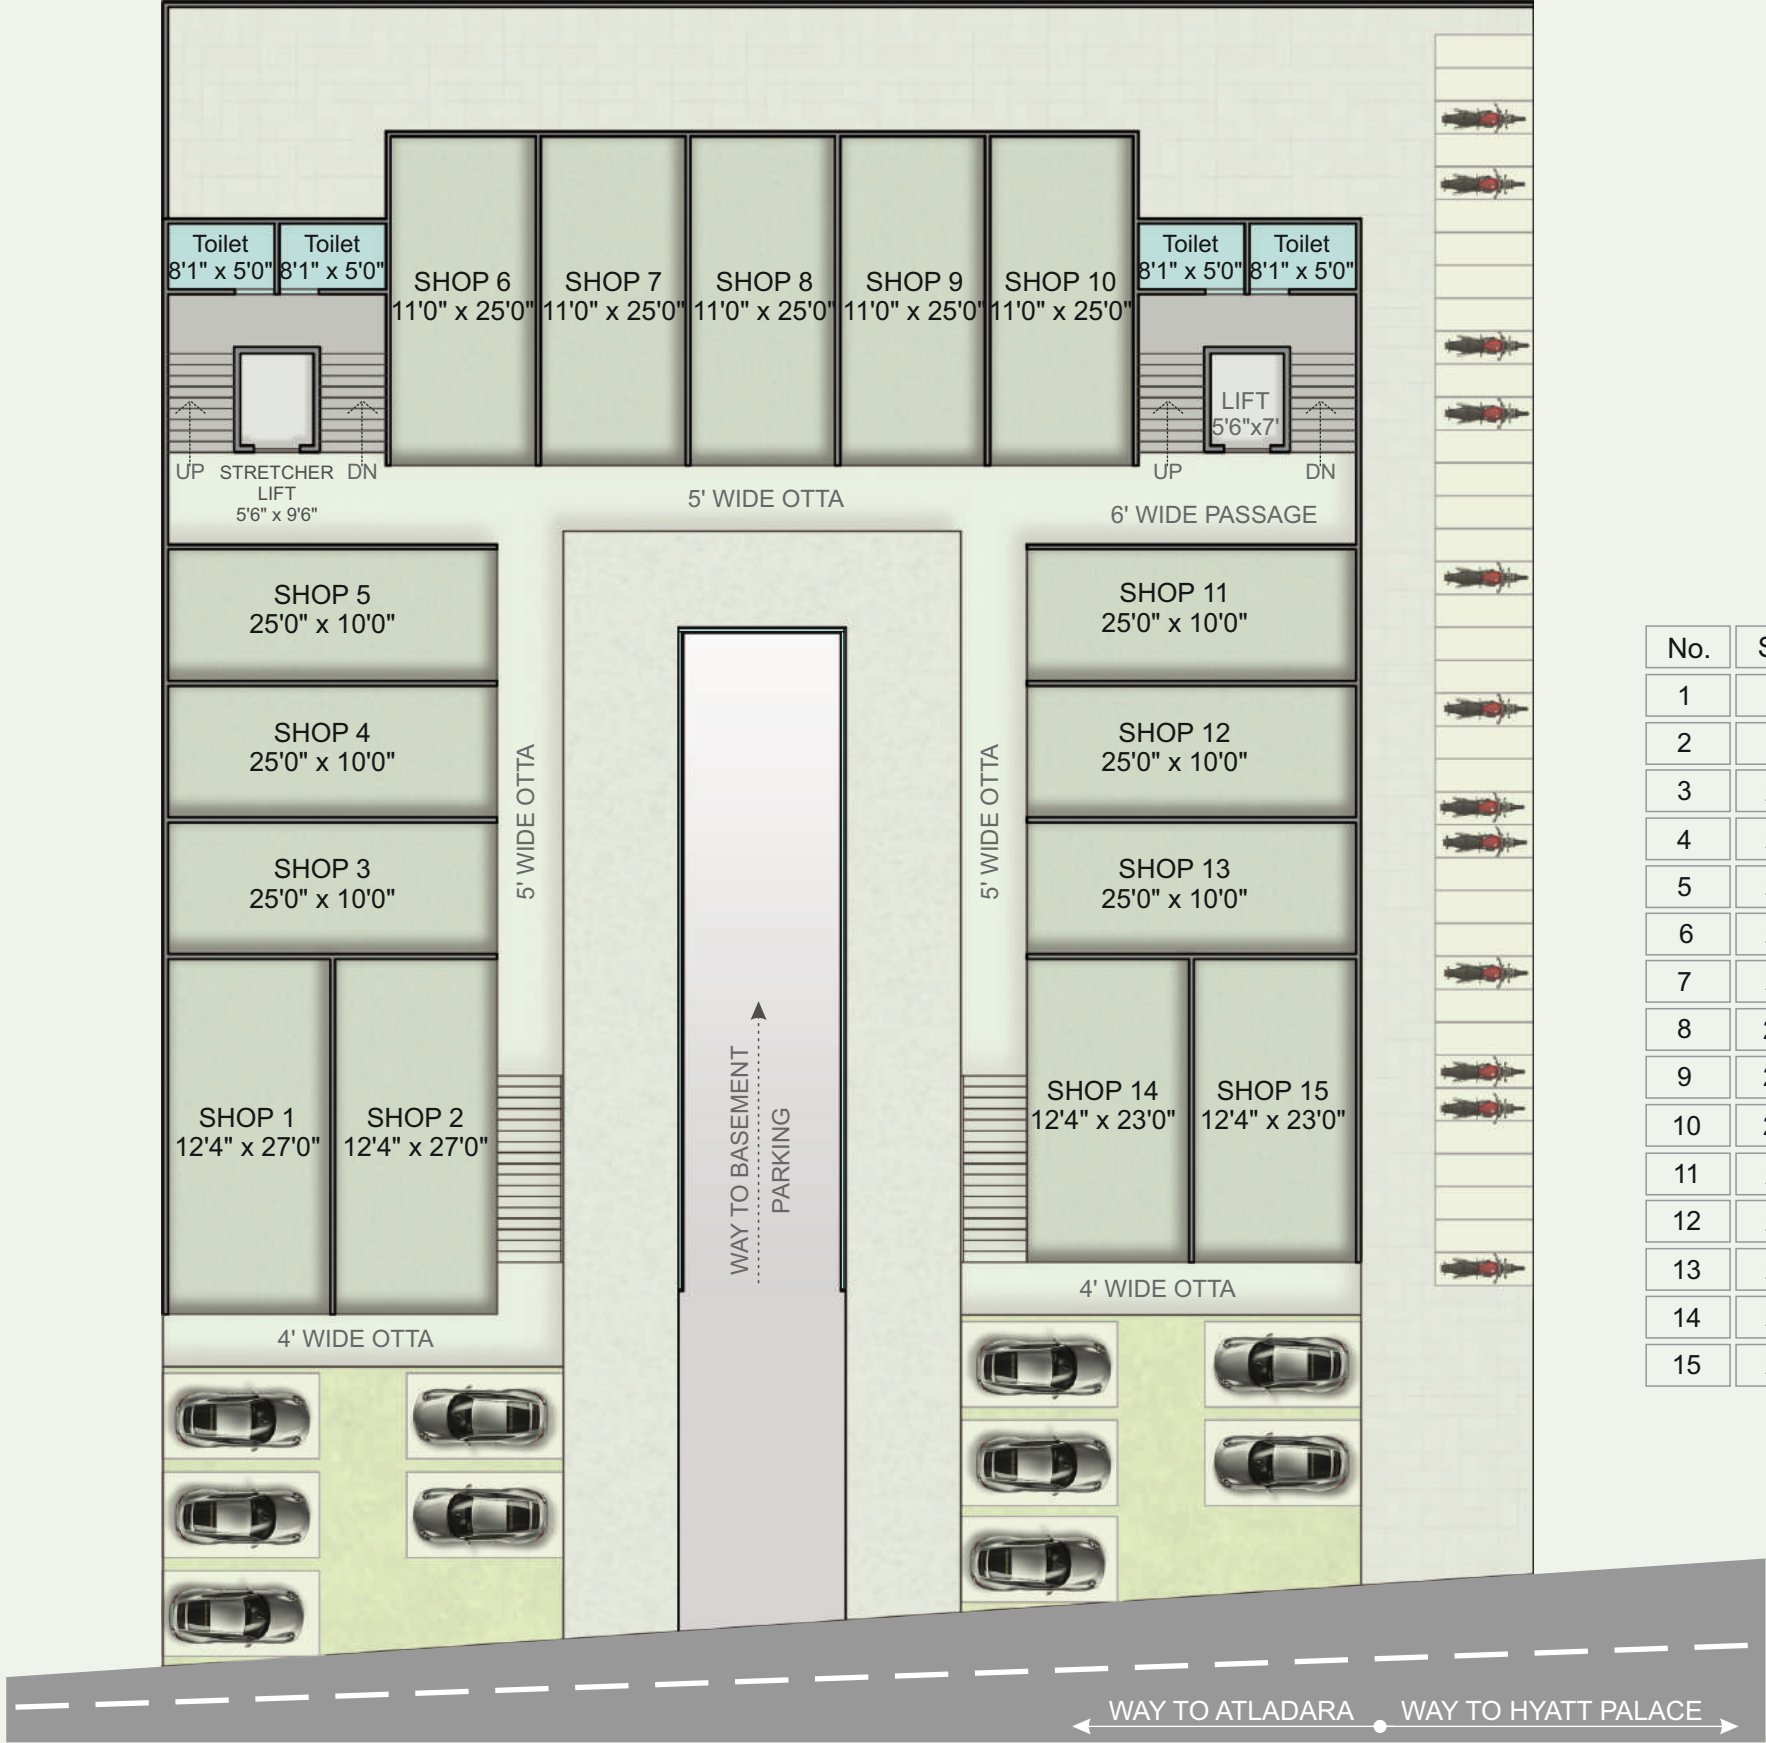 Toilet
8'1" x 5'0"
Toilet
8'1" x 5'0"
SHOP 6
11'0" x 25'0"
SHOP 7
11'0" x 25'0"
SHOP 8
11'0" x 25'0"
SHOP 9
11'0" x 25'0"
SHOP 10
11'0" x 25'0"
Toilet
8'1" x 5'0"
Toilet
8'1" x 5'0"
LIFT
5'6"x7'
UP
STRETCHER
LIFT
5'6" x 9'6"
DN
5' WIDE OTTA
UP
DN
6' WIDE PASSAGE
SHOP 5
25'0" x 10'0"
SHOP 4
25'0" x 10'0"
SHOP 3
25'0" x 10'0"
5' WIDE OTTA
5' WIDE OTTA
SHOP 11
25'0" x 10'0"
SHOP 12
25'0" x 10'0"
SHOP 13
25'0" x 10'0"
SHOP 1
12'4" x 27'0"
SHOP 2
12'4" x 27'0"
WAY TO BASEMENT
PARKING
SHOP 14
12'4" x 23'0"
SHOP 15
12'4" x 23'0"
4' WIDE OTTA
4' WIDE OTTA
No.
1
2
3
4
5
6
7
8
9
10
11
12
13
14
15
WAY TO ATLADARA
WAY TO HYATT PALACE